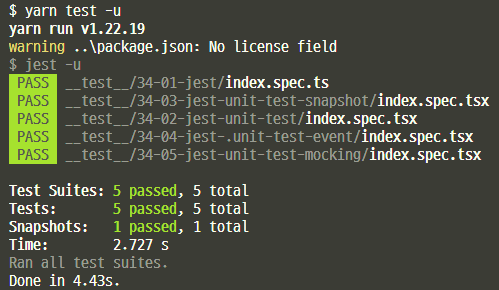 $ yarn test -u
yarn run v1.22.19
warning ..\package.json: No license field
$ jest -u
PASS __test__/34-01-jest/index.spec.ts
PASS __test__/34-03-jest-unit-test-snapshot/index.spec.tsx
PASS __test__/34-02-jest-unit-test/index.spec.tsx
PASS __test__/34-04-jest-.unit-test-event/index.spec.tsx
PASS __test__/34-05-jest-unit-test-mocking/index.spec.tsx
Test Suites: 5 passed, 5 total
Tests: 5 passed, 5 total
Snapshots: 1 passed, 1 total
Time: 2.727 s
Ran all test suites.
Done in 4.43s.